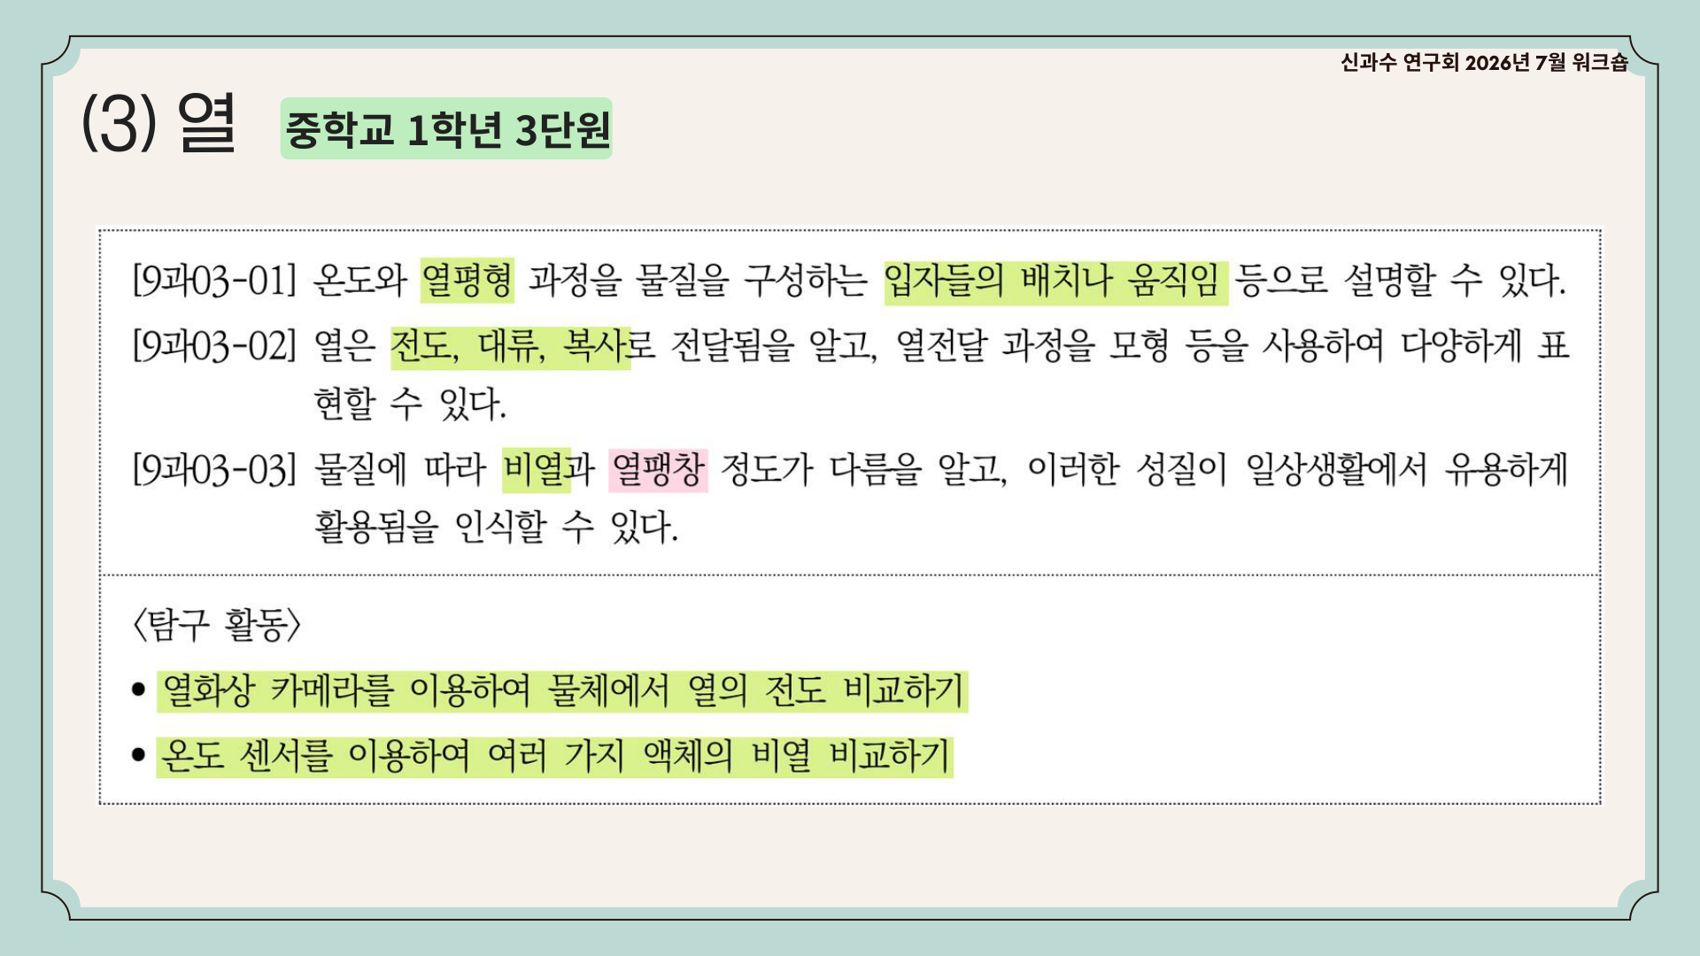 신과수 연구회 2026년 7월 워크숍
(3) 열 중학교 1학년 3단원
[9과03-01] 온도와 열평형 과정을 물질을 구성하는 입자들의 배치나 움직임 등으로 설명할 수 있다.
[9과03-02] 열은 전도, 대류, 복사로 전달됨을 알고, 열전달 과정을 모형 등을 사용하여 다양하게 표
현할 수 있다.
[9과03-03] 물질에 따라 비열과 열팽창 정도가 다름을 알고, 이러한 성질이 일상생활에서 유용하게
활용됨을 인식할 수 있다.
〈탐구 활동〉
• 열화상 카메라를 이용하여 물체에서 열의 전도 비교하기
• 온도 센서를 이용하여 여러 가지 액체의 비열 비교하기